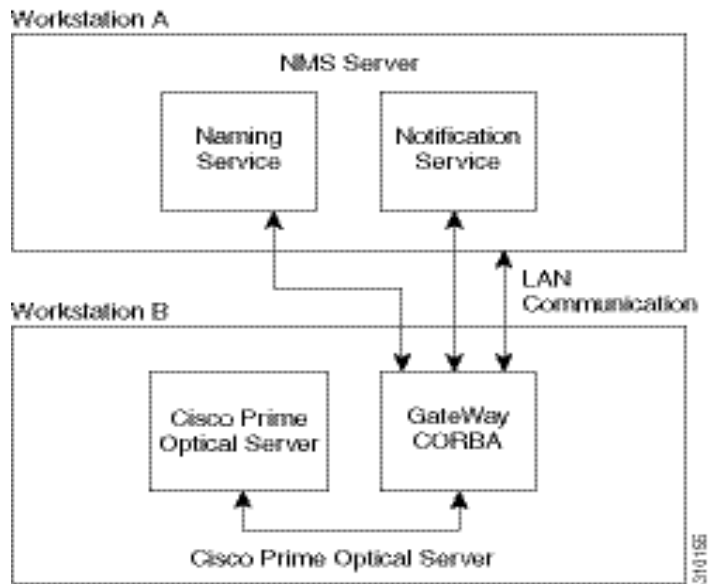 Workstation A
NMS Server
Naming
Service
Notification
Service
LAN
Communication
Workstation B
Cisco Prime
Optical Server
GateWay
CORBA
Cisco Prime Optical Server
310155